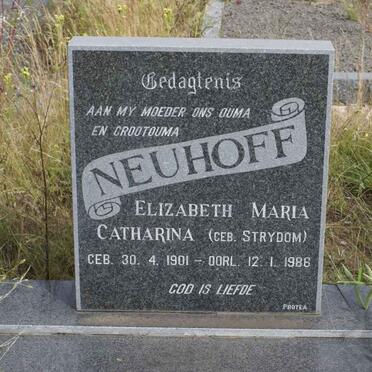 Gedagtenis
AAN MY MOEDER ONS OUMA
EN GROOTOUMA
NEUHOFF
ELIZABETH MARIA
CATHARINA (GEB. STRYDOM)
GEB. 30. 4. 1901 - OORL. 12. 1. 1986
GOD IS LIEFDE
PROTEA